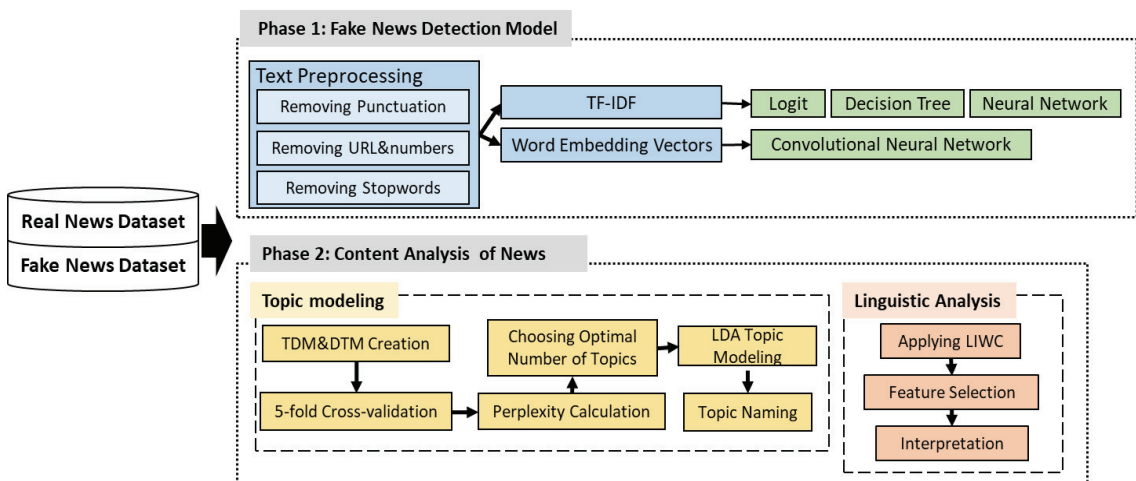 Phase 1: Fake News Detection Model
Text Preprocessing
Removing Punctuation
Removing URL&numbers
Removing Stopwords
TF-IDF
Word Embedding Vectors
Logit
Decision Tree
Neural Network
Convolutional Neural Network
Real News Dataset
Fake News Dataset
Phase 2: Content Analysis of News
Topic modeling
TDM&DTM Creation
5-fold Cross-validation
Choosing Optimal
Number of Topics
Perplexity Calculation
LDA Topic
Modeling
Topic Naming
Linguistic Analysis
Applying LIWC
Feature Selection
Interpretation